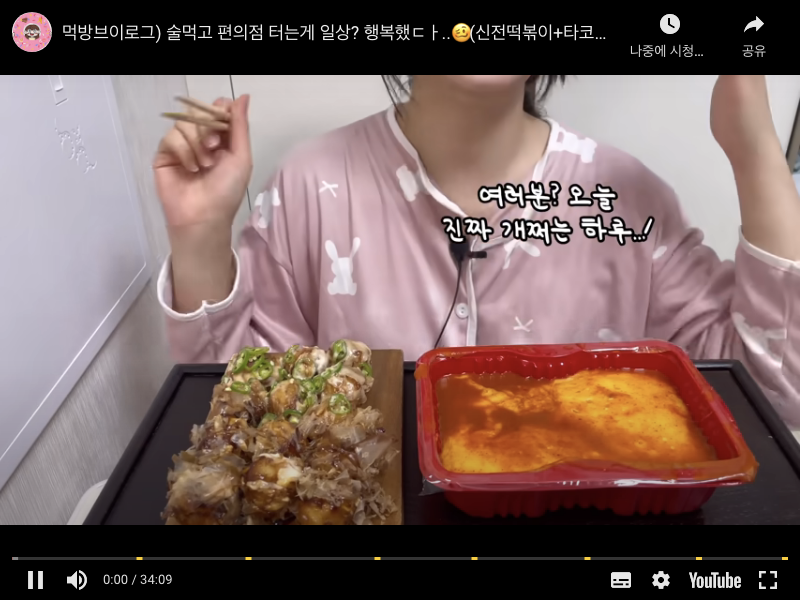 먹방브이로그) 술먹고 편의점 터는게 일상? 행복했ㄷㅏ..🥴(신전떡볶이+타코...
나중에 시청...
공유
여러분? 오늘
진짜 개쩌는 하루..!
0:00 / 34:09
YouTube